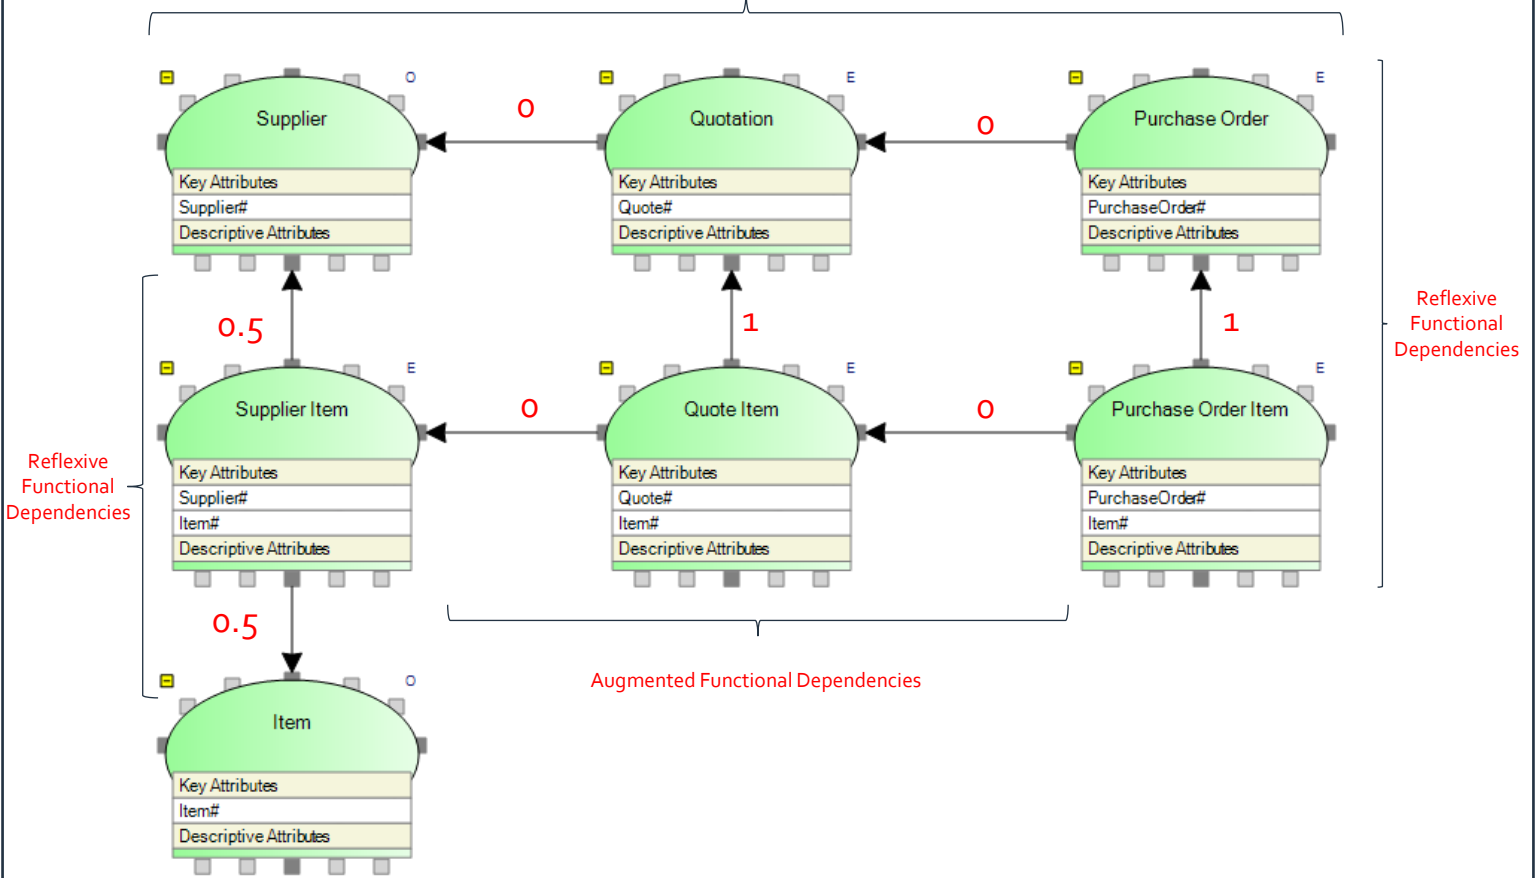 O
E
E
Supplier
0
Quotation
0
Purchase Order
Key Attributes
Key Attributes
Key Attributes
Supplier#
Quote#
PurchaseOrder#
Descriptive Attributes
Descriptive Attributes
Descriptive Attributes
0.5
1
1
Reflexive
Functional
Dependencies
E
E
E
Supplier Item
0
Quote Item
0
Purchase Order Item
Reflexive
Functional
Dependencies
Key Attributes
Key Attributes
Key Attributes
Supplier#
Quote#
PurchaseOrder#
Item#
Item#
Item#
Descriptive Attributes
Descriptive Attributes
Descriptive Attributes
0.5
Augmented Functional Dependencies
O
Item
Key Attributes
Item#
Descriptive Attributes